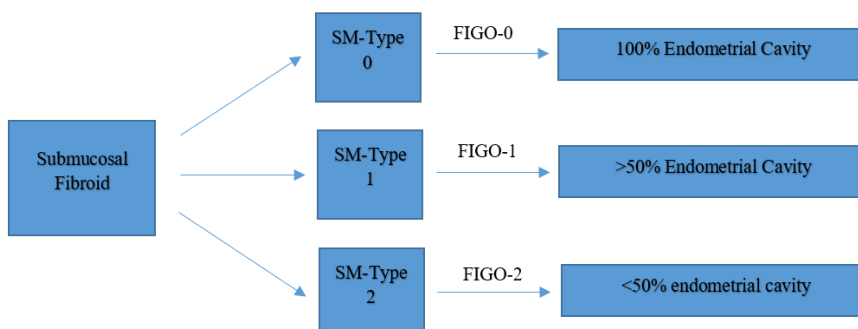 SM-Type
0
FIGO-0
100% Endometrial Cavity
Submucosal
Fibroid
SM-Type
1
FIGO-1
>50% Endometrial Cavity
SM-Type
2
FIGO-2
<50% endometrial cavity